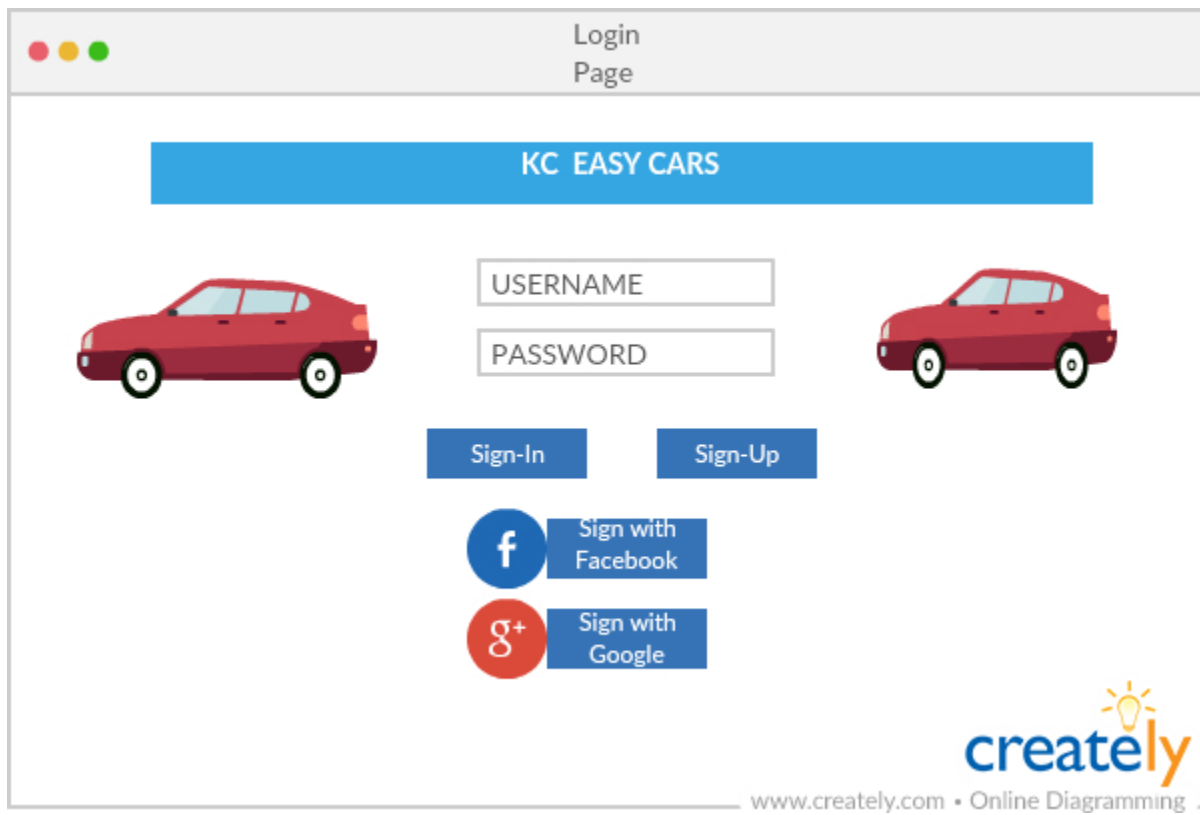 Login
Page
KC EASY CARS
USERNAME
PASSWORD
Sign-In
Sign-Up
f
Sign with
Facebook
g+
Sign with
Google
creately
www.creately.com • Online Diagramming